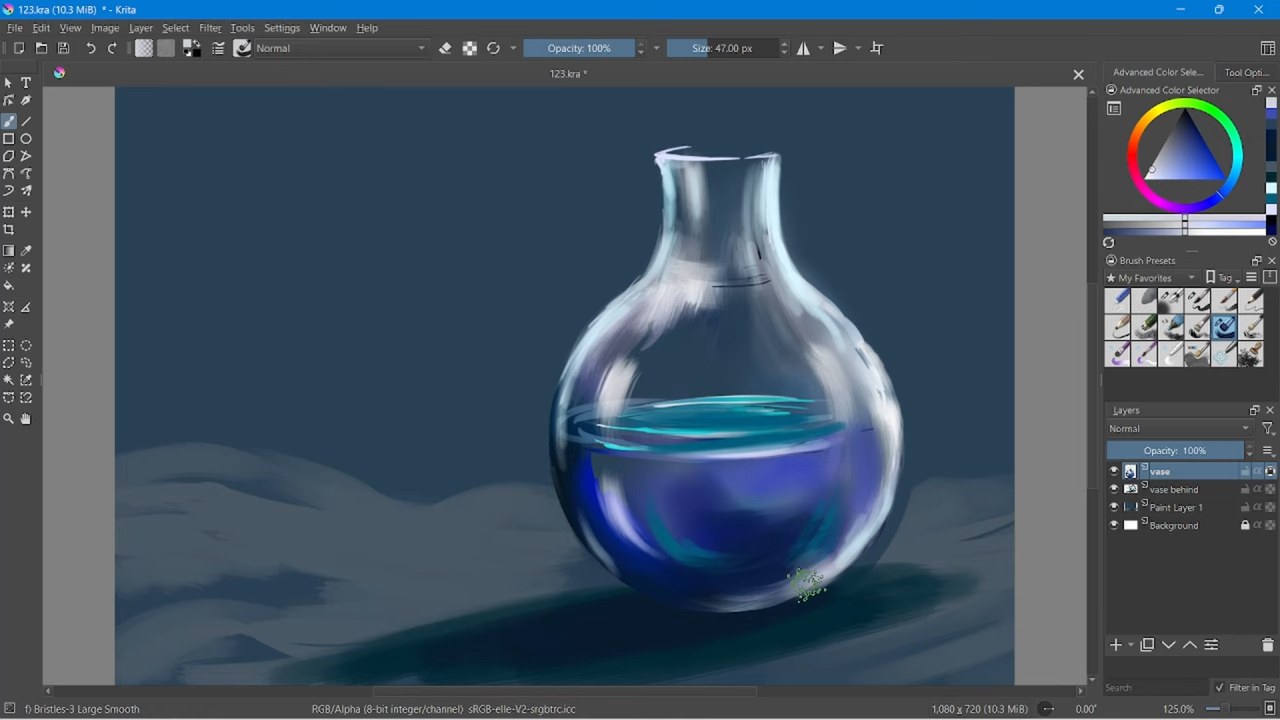 123.kra (10.3 MiB) * - Krita
File Edit View Image Layer Select Filter Tools Settings Window Help
Normal Opacity: 100% Size: 47.00 px
123.kra *
Advanced Color Sele... Tool Opti...
Advanced Color Selector
Brush Presets
My Favorites Tag
Layers
Normal
Opacity: 100%
vase
vase behind
Paint Layer 1
Background
Search Filter in Tag
f) Bristles-3 Large Smooth RGB/Alpha (8-bit integer/channel) sRGB-elle-V2-srgbtrc.icc 1,080 x 720 (10.3 MiB) 0.00° 125.0%